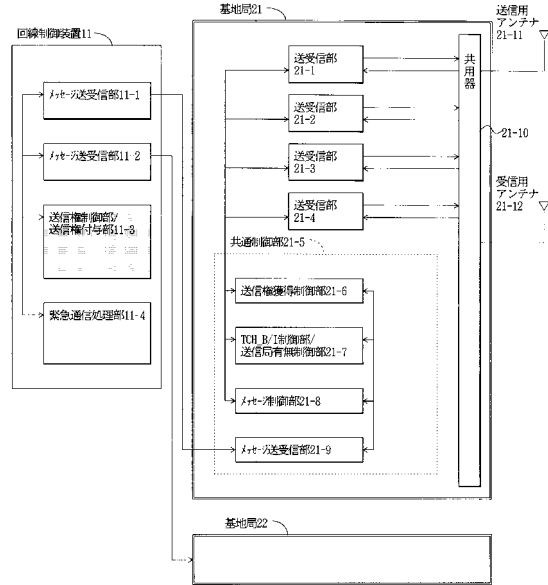 回線制御装置11
メッセージ送受信部11-1
メッセージ送受信部11-2
送信権制御部/
送信権付与部11-3
緊急通信処理部11-4
基地局21
送受信部
21-1
送受信部
21-2
送受信部
21-3
送受信部
21-4
共通制御部21-5
送信権獲得制御部21-6
TCH_B/I制御部/
送信局有無制御部21-7
メッセージ制御部21-8
メッセージ送受信部21-9
共用器
21-10
送信用
アンテナ
21-11
受信用
アンテナ
21-12
基地局22